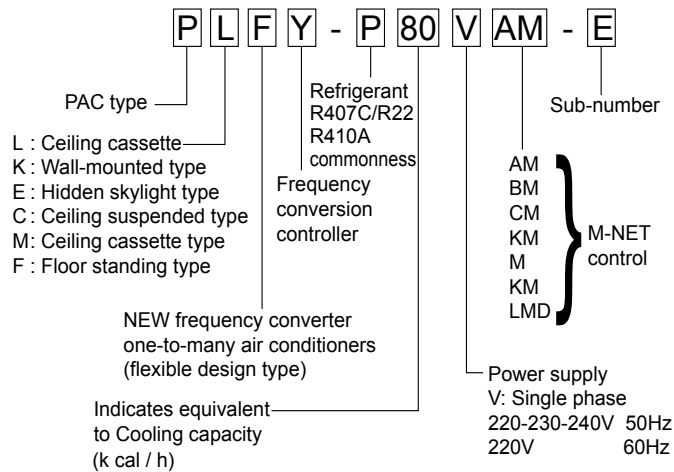 PLFY-P80VAM-E
PAC type
L : Ceiling cassette
K : Wall-mounted type
E : Hidden skylight type
C : Ceiling suspended type
M : Ceiling cassette type
F : Floor standing type
NEW frequency converter
one-to-many air conditioners
(flexible design type)
Indicates equivalent
to Cooling capacity
(k cal / h)
Refrigerant
R407C/R22
R410A
commonness
Frequency
conversion
controller
Sub-number
AM
BM
CM
KM
M
KM
LMD
M-NET
control
Power supply
V: Single phase
220-230-240V 50Hz
220V 60Hz